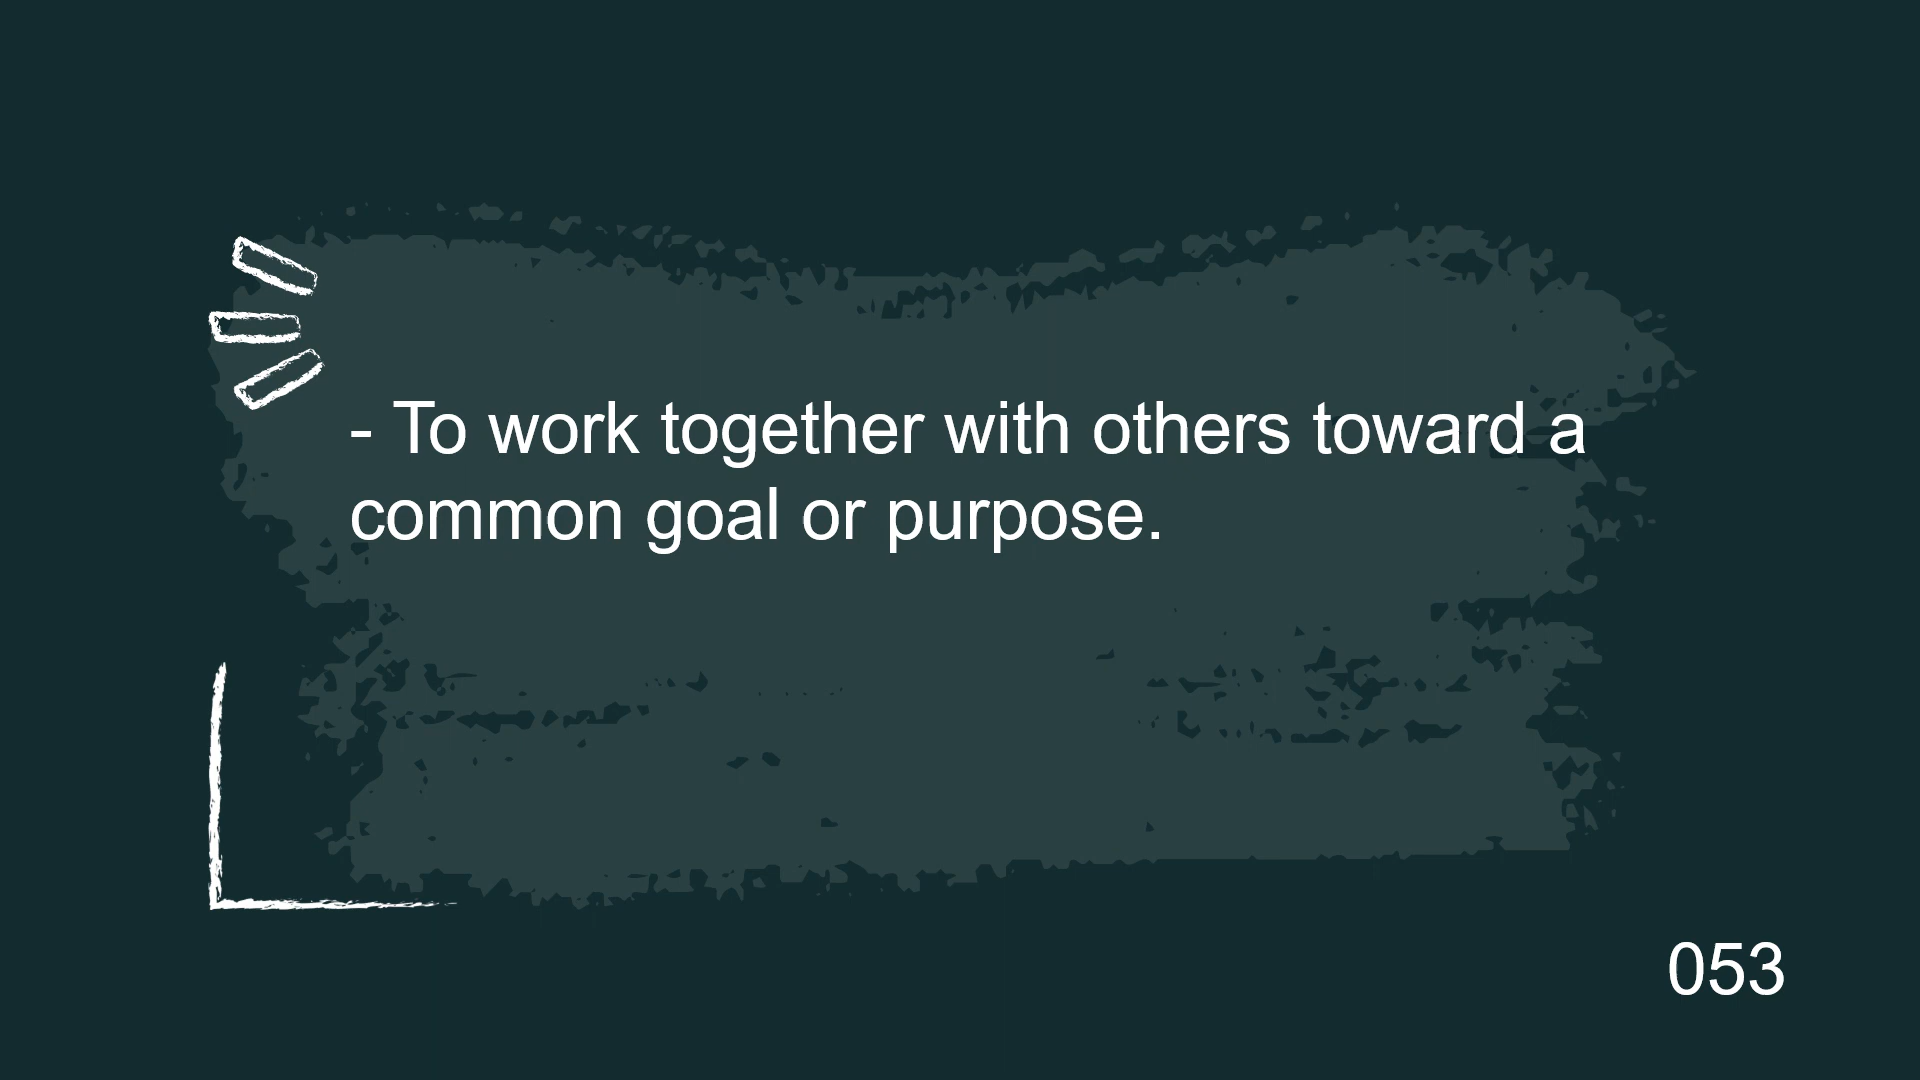 - To work together with others toward a
common goal or purpose.
053